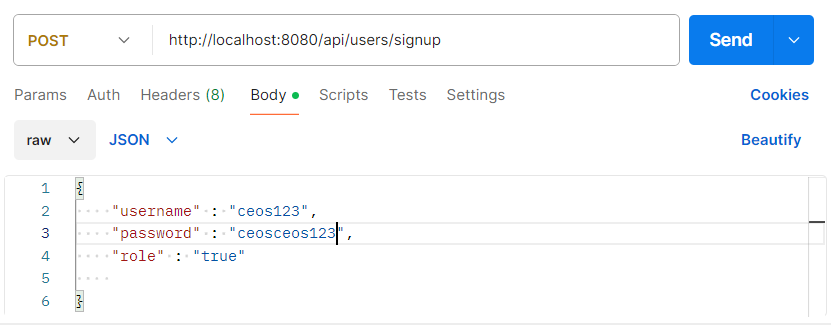 POST http://localhost:8080/api/users/signup Send
Params Auth Headers (8) Body Scripts Tests Settings Cookies
raw JSON Beautify
1 {
2 "username" : "ceos123",
3 "password" : "ceosceos123",
4 "role" : "true"
5
6 }